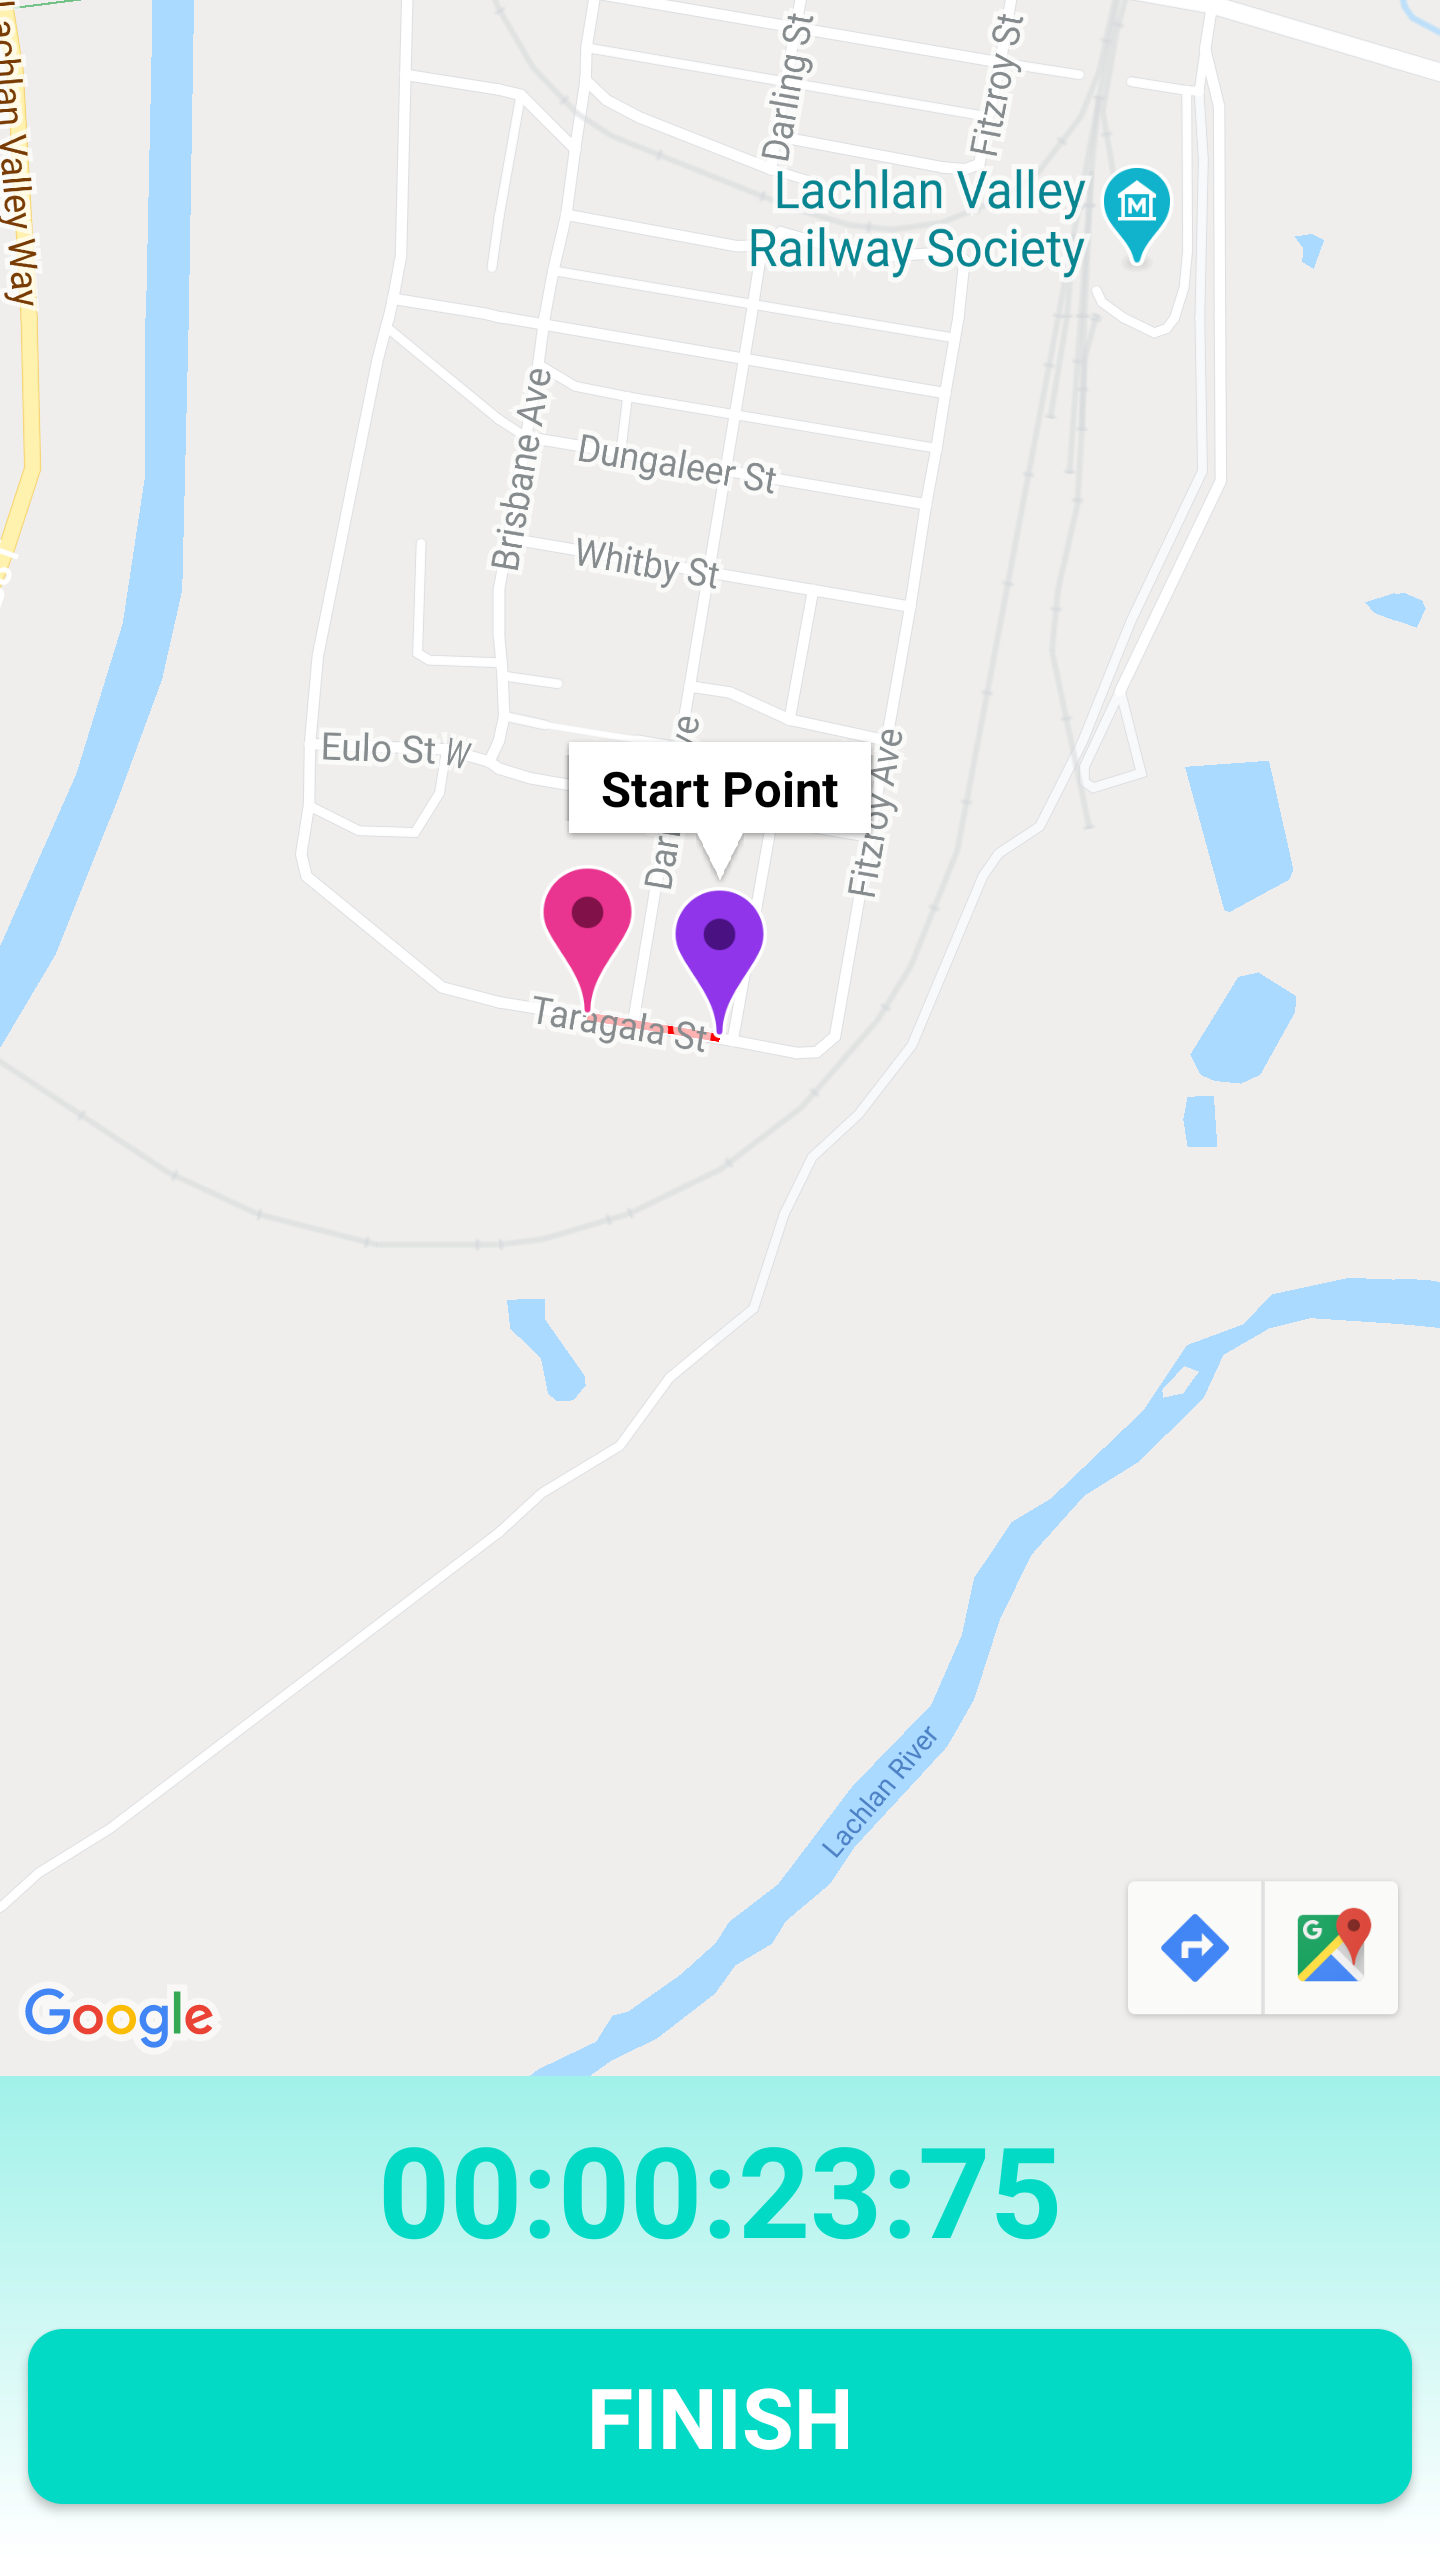 Lachlan Valley Way
Darling St
Fitzroy St
Lachlan Valley
Railway Society
Brisbane Ave
Dungaleer St
Whitby St
Eulo St W
Start Point
Fitzroy Ave
Taragala St
Lachlan River
Google
00:00:23:75
FINISH